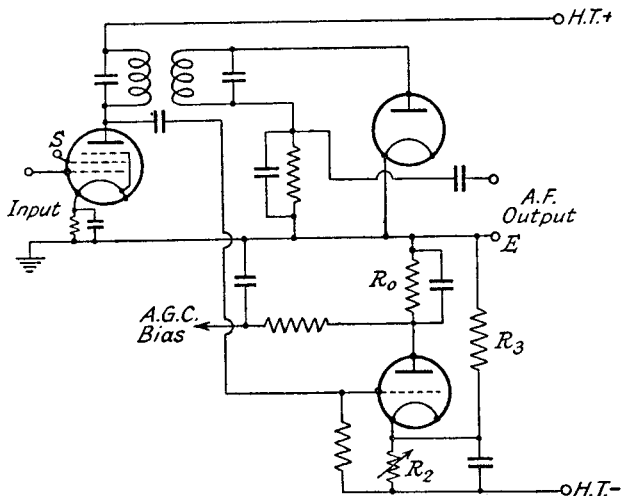 H.T.+
S
Input
A.F.
Output
E
R₀
A.G.C.
Bias
R₃
R₂
H.T.-